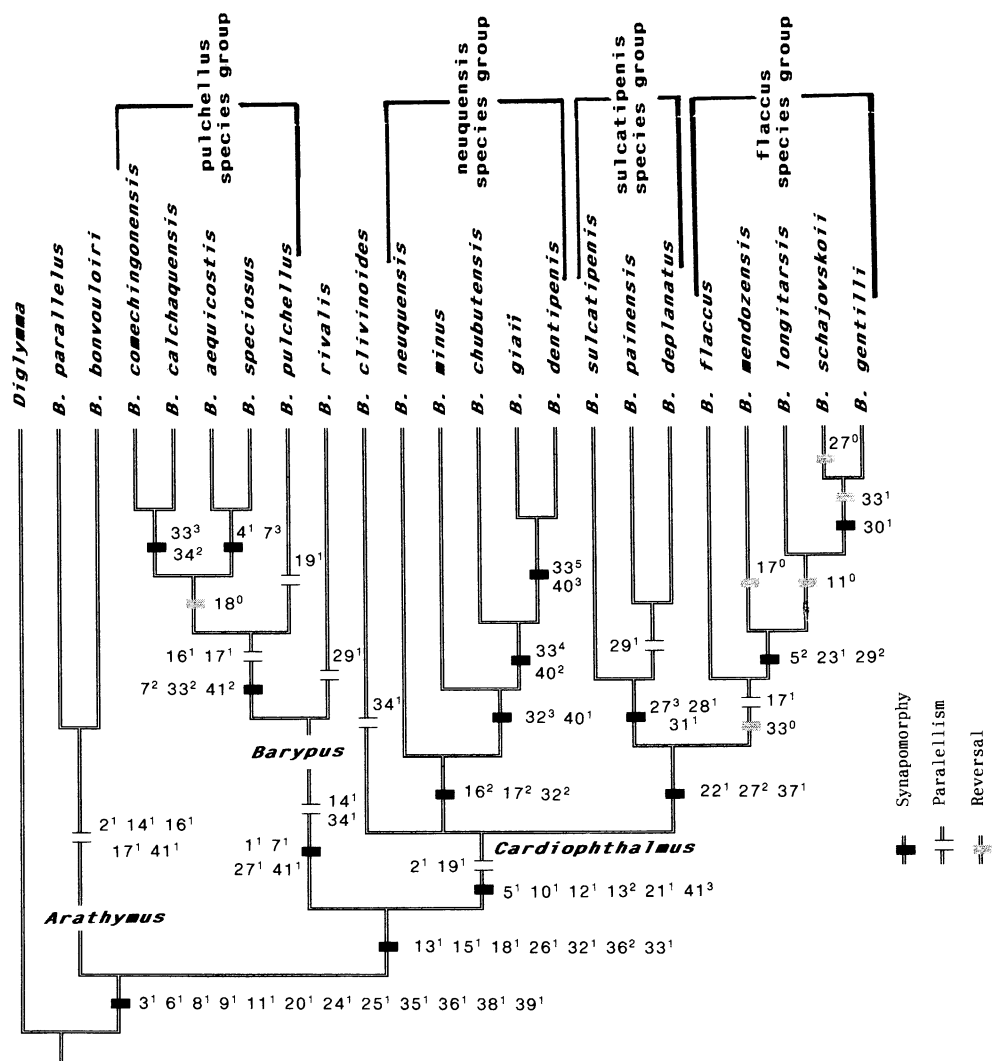 pulchellus
species group
neuquensis
species group
sulcatipenis
species group
flaccus
species group
Diglymma
B. parallelus
B. bonvouloiri
B. comechingonensis
B. calchaquensis
B. aequicostis
B. speciosus
B. pulchellus
B. rivalis
B. clivinoides
B. neuquensis
B. minus
B. chubutensis
B. giaïi
B. dentipenis
B. sulcatipenis
B. painensis
B. deplanatus
B. flaccus
B. mendozensis
B. longitarsis
B. schajovskoii
B. gentilli
27⁰
33¹
30¹
33³
34²
4¹ 7³
19¹
33⁵
40³
17⁰
11⁰
18⁰
16¹ 17¹
29¹
33⁴
40²
29¹
5² 23¹ 29²
7² 33² 41²
34¹
32³ 40¹
27³ 28¹
31¹
17¹
33⁰
Barypus
14¹
34¹
16² 17² 32²
22¹ 27² 37¹
2¹ 14¹ 16¹
17¹ 41¹
1¹ 7¹
27¹ 41¹
Cardiophthalmus
2¹ 19¹
5¹ 10¹ 12¹ 13² 21¹ 41³
Arathymus
13¹ 15¹ 18¹ 26¹ 32¹ 36² 33¹
3¹ 6¹ 8¹ 9¹ 11¹ 20¹ 24¹ 25¹ 35¹ 36¹ 38¹ 39¹
Synapomorphy
Paralellism
Reversal